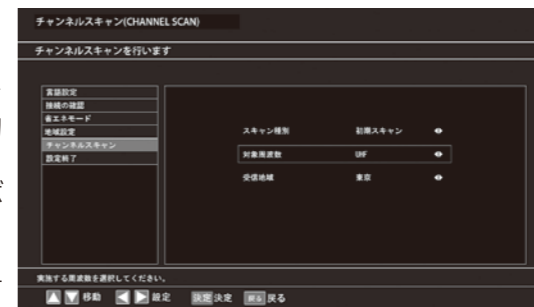 チャンネルスキャン(CHANNEL SCAN)
チャンネルスキャンを行います
言語設定
接続の確認
省エネモード
地域設定
チャンネルスキャン
設定終了
スキャン種別 初期スキャン
対象周波数 UHF
受信地域 東京
実施する周波数を選択してください。
移動 設定 決定 決定 戻る 戻る